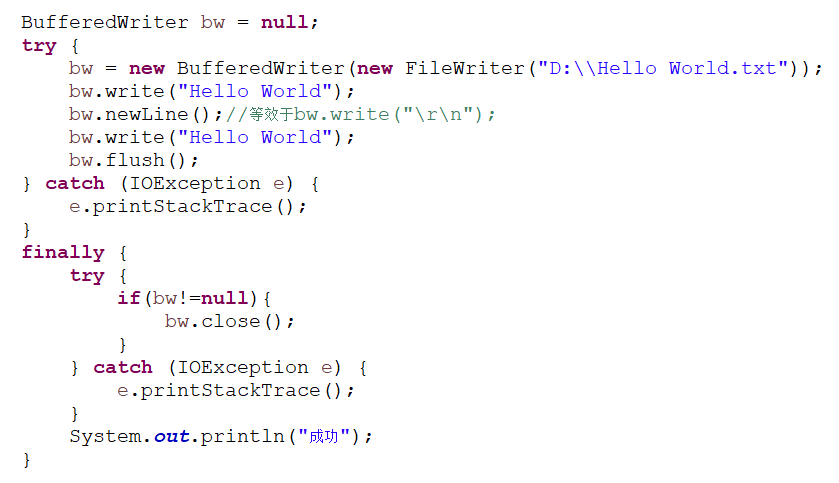 BufferedWriter bw = null;
try {
    bw = new BufferedWriter(new FileWriter("D:\\Hello World.txt"));
    bw.write("Hello World");
    bw.newLine();//等效于bw.write("\r\n");
    bw.write("Hello World");
    bw.flush();
} catch (IOException e) {
    e.printStackTrace();
}
finally {
    try {
        if(bw!=null){
            bw.close();
        }
    } catch (IOException e) {
        e.printStackTrace();
    }
    System.out.println("成功");
}